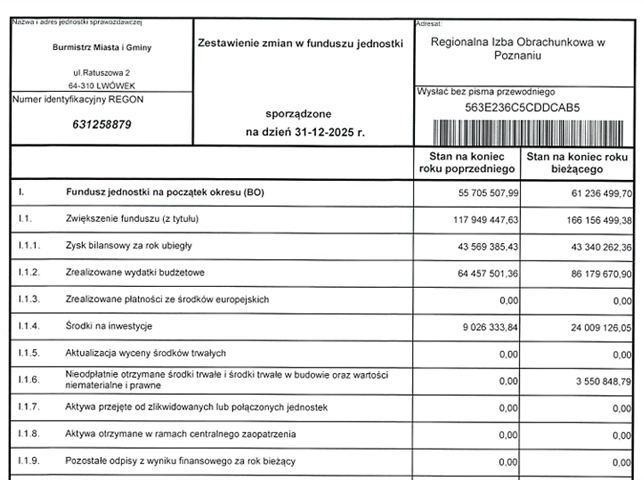 Nazwa i adres jednostki sprawozdawczej
Burmistrz Miasta i Gminy
ul.Ratuszowa 2
64-310 LWÓWEK
Numer identyfikacyjny REGON
631258879
Zestawienie zmian w funduszu jednostki
sporządzone
na dzień 31-12-2025 r.
Adresat:
Regionalna Izba Obrachunkowa w
Poznaniu
Wysłać bez pisma przewodniego
563E236C5CDDCAB5
Stan na koniec roku poprzedniego
Stan na koniec roku bieżącego
I. Fundusz jednostki na początek okresu (BO) 55 705 507,99 61 236 499,70
I.1. Zwiększenie funduszu (z tytułu) 117 949 447,63 166 156 499,38
I.1.1. Zysk bilansowy za rok ubiegły 43 569 385,43 43 340 262,36
I.1.2. Zrealizowane wydatki budżetowe 64 457 501,36 86 179 670,90
I.1.3. Zrealizowane płatności ze środków europejskich 0,00 0,00
I.1.4. Środki na inwestycje 9 026 333,84 24 009 126,05
I.1.5. Aktualizacja wyceny środków trwałych 0,00 0,00
I.1.6. Nieodpłatnie otrzymane środki trwałe i środki trwałe w budowie oraz wartości
niematerialne i prawne 0,00 3 550 848,79
I.1.7. Aktywa przejęte od zlikwidowanych lub połączonych jednostek 0,00 0,00
I.1.8. Aktywa otrzymane w ramach centralnego zaopatrzenia 0,00 0,00
I.1.9. Pozostałe odpisy z wyniku finansowego za rok bieżący 0,00 0,00